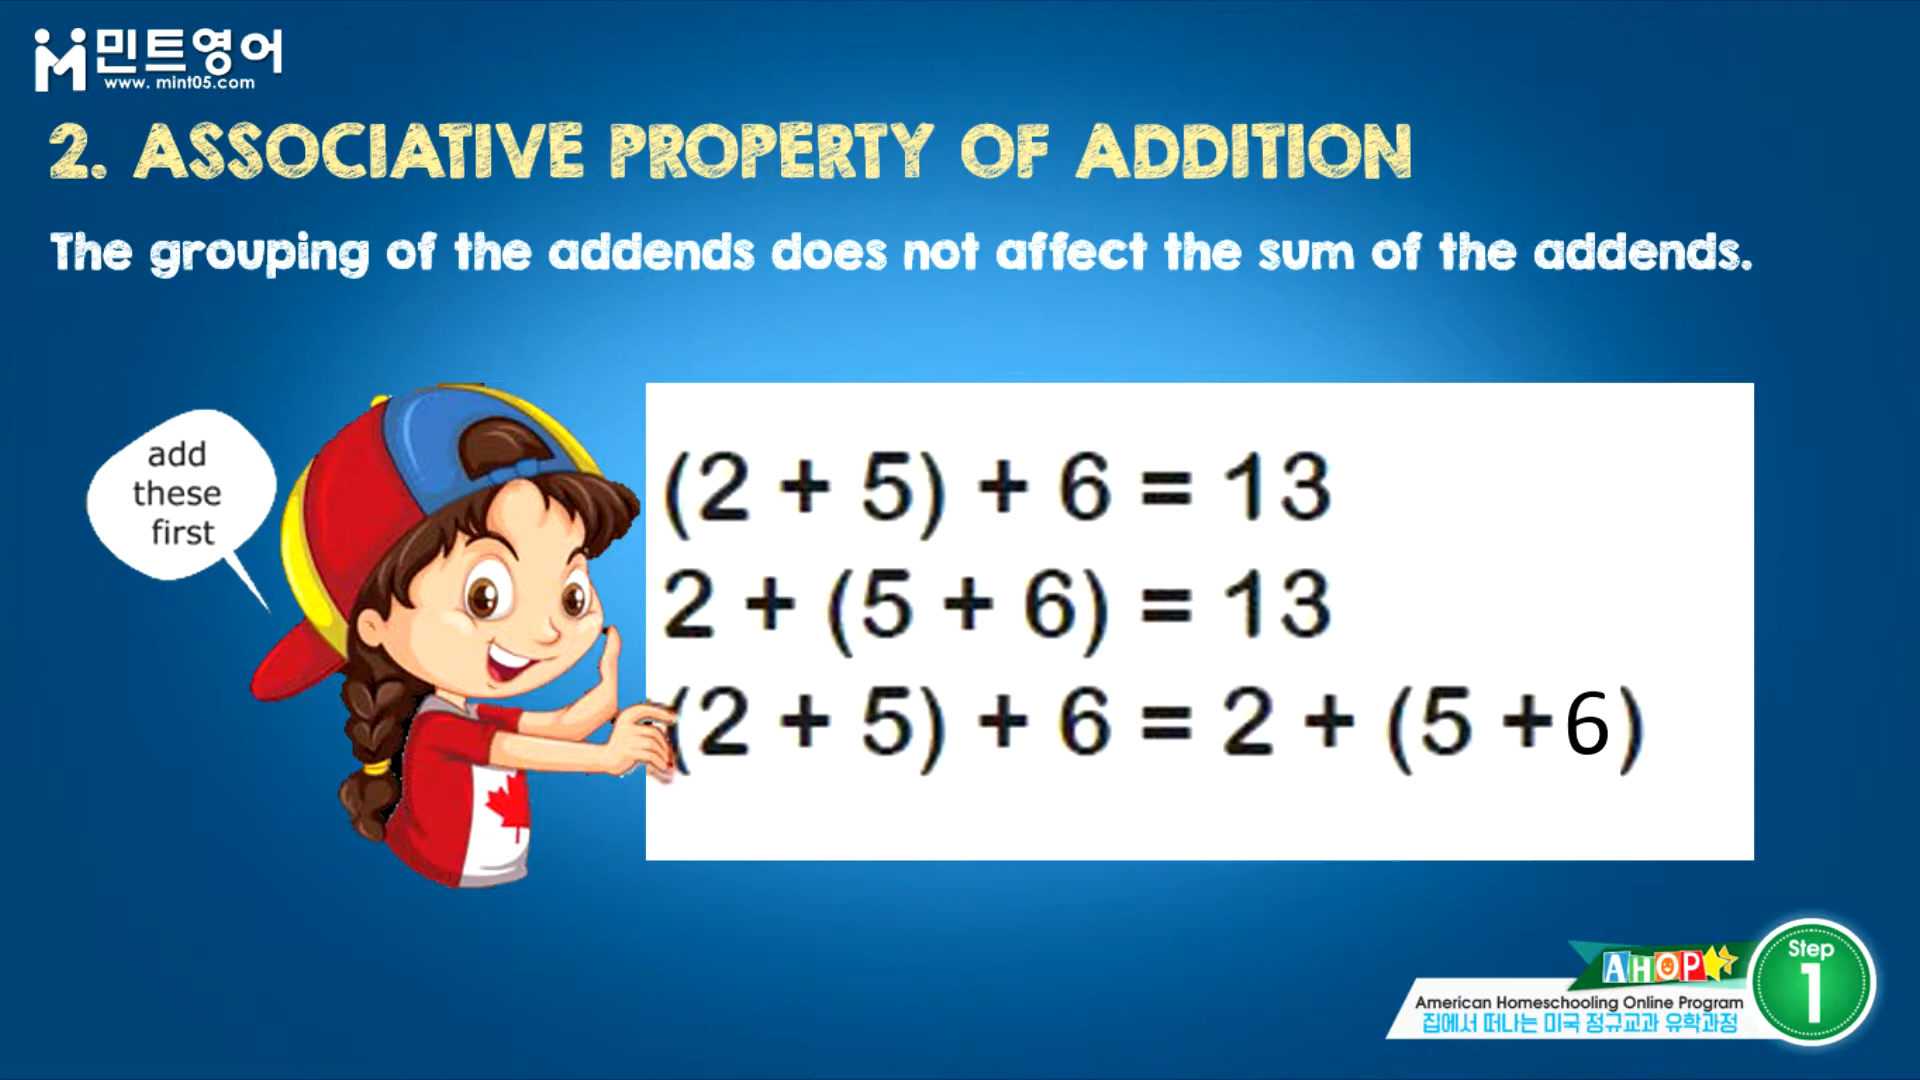 민트영어
www. mint05.com
2. ASSOCIATIVE PROPERTY OF ADDITION
The grouping of the addends does not affect the sum of the addends.
add
these
first
(2 + 5) + 6 = 13
2 + (5 + 6) = 13
(2 + 5) + 6 = 2 + (5 + 6)
AHOP
Step
1
American Homeschooling Online Program
집에서 떠나는 미국 정규교과 유학과정